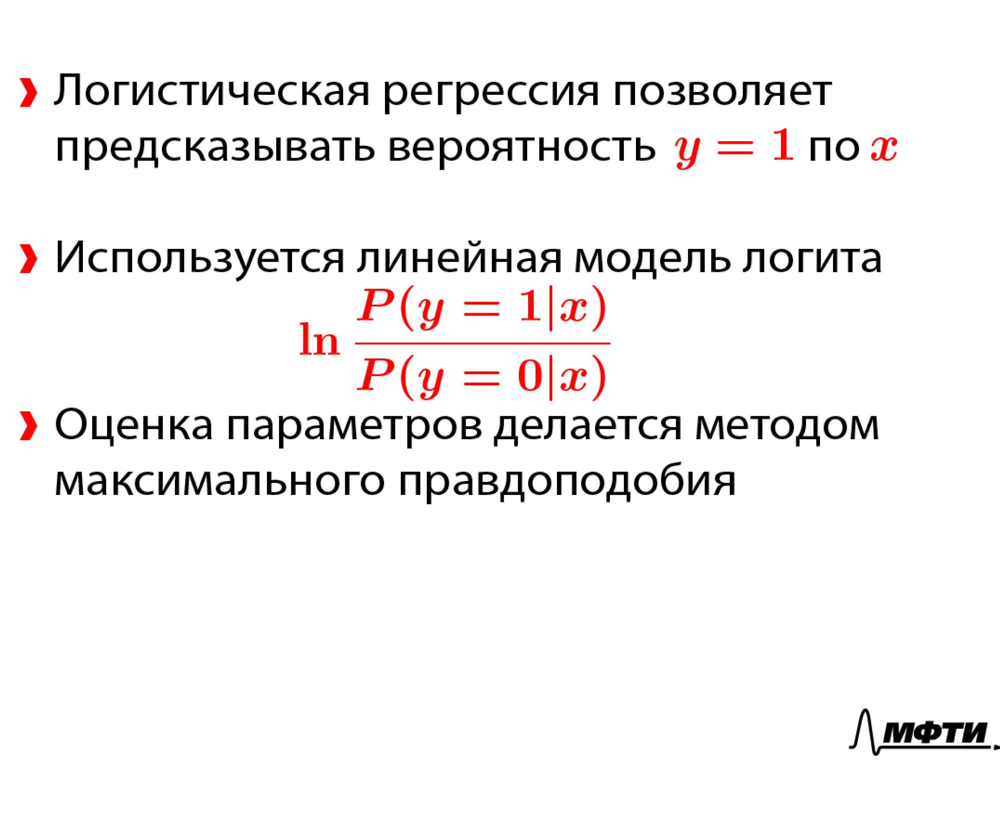 Логистическая регрессия позволяет
предсказывать вероятность y = 1 по x
Используется линейная модель логита
ln P(y = 1|x) / P(y = 0|x)
Оценка параметров делается методом
максимального правдоподобия
МФТИ